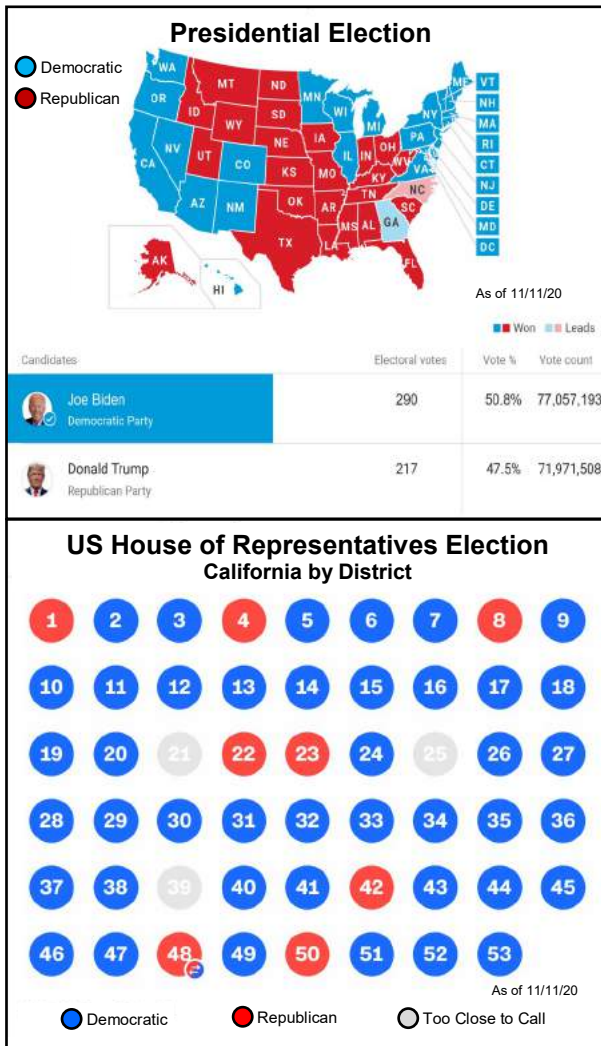 Presidential Election
Democratic
Republican
WA
OR
CA
NV
ID
MT
WY
UT
AZ
CO
NM
ND
SD
NE
KS
OK
TX
MN
IA
MO
AR
LA
WI
IL
MI
IN
OH
KY
TN
MS
AL
GA
FL
SC
NC
WV
VA
PA
NY
ME
VT
NH
MA
RI
CT
NJ
DE
MD
DC
AK
HI
As of 11/11/20
Won Leads
Candidates Electoral votes Vote % Vote count
Joe Biden 290 50.8% 77,057,193
Democratic Party
Donald Trump 217 47.5% 71,971,508
Republican Party
US House of Representatives Election
California by District
1 2 3 4 5 6 7 8 9
10 11 12 13 14 15 16 17 18
19 20 21 22 23 24 25 26 27
28 29 30 31 32 33 34 35 36
37 38 39 40 41 42 43 44 45
46 47 48 49 50 51 52 53
As of 11/11/20
Democratic Republican Too Close to Call